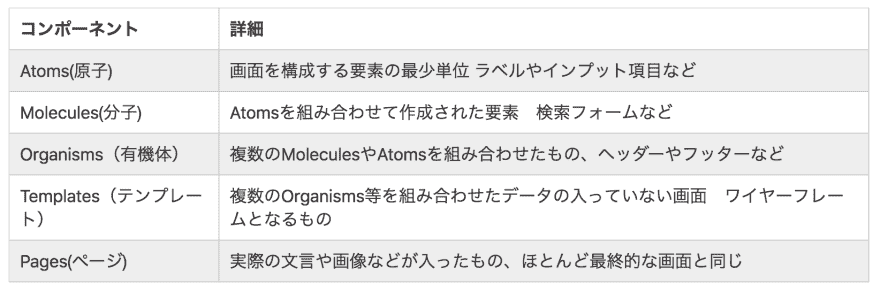 コンポーネント 詳細
Atoms(原子) 画面を構成する要素の最少単位 ラベルやインプット項目など
Molecules(分子) Atomsを組み合わせて作成された要素　検索フォームなど
Organisms（有機体） 複数のMoleculesやAtomsを組み合わせたもの、ヘッダーやフッターなど
Templates（テンプレー 複数のOrganisms等を組み合わせたデータの入っていない画面　ワイヤーフレー
ト） ムとなるもの
Pages(ページ) 実際の文言や画像などが入ったもの、ほとんど最終的な画面と同じ